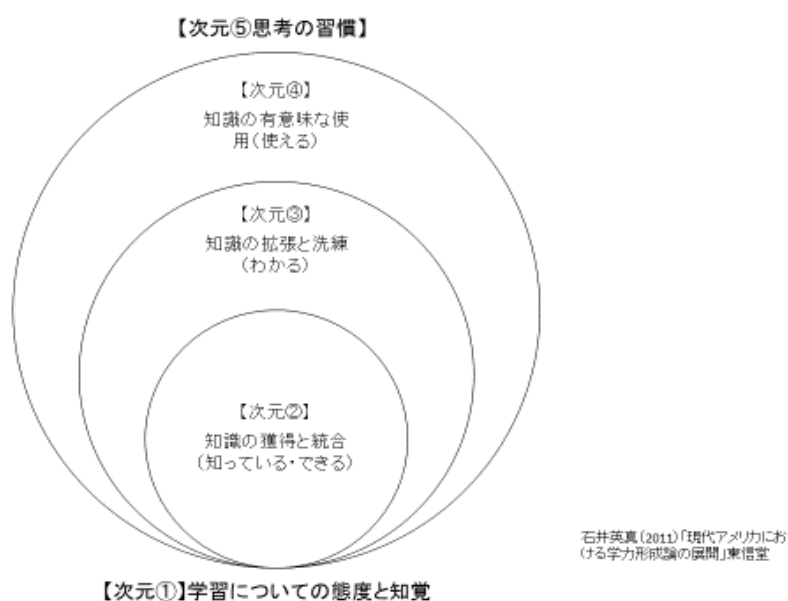 【次元⑤思考の習慣】
【次元④】
知識の有意味な使
用(使える)
【次元③】
知識の拡張と洗練
(わかる)
【次元②】
知識の獲得と統合
(知っている・できる)
石井英真(2011)「現代アメリカにお
ける学力形成論の展開」東信堂
【次元①】学習についての態度と知覚